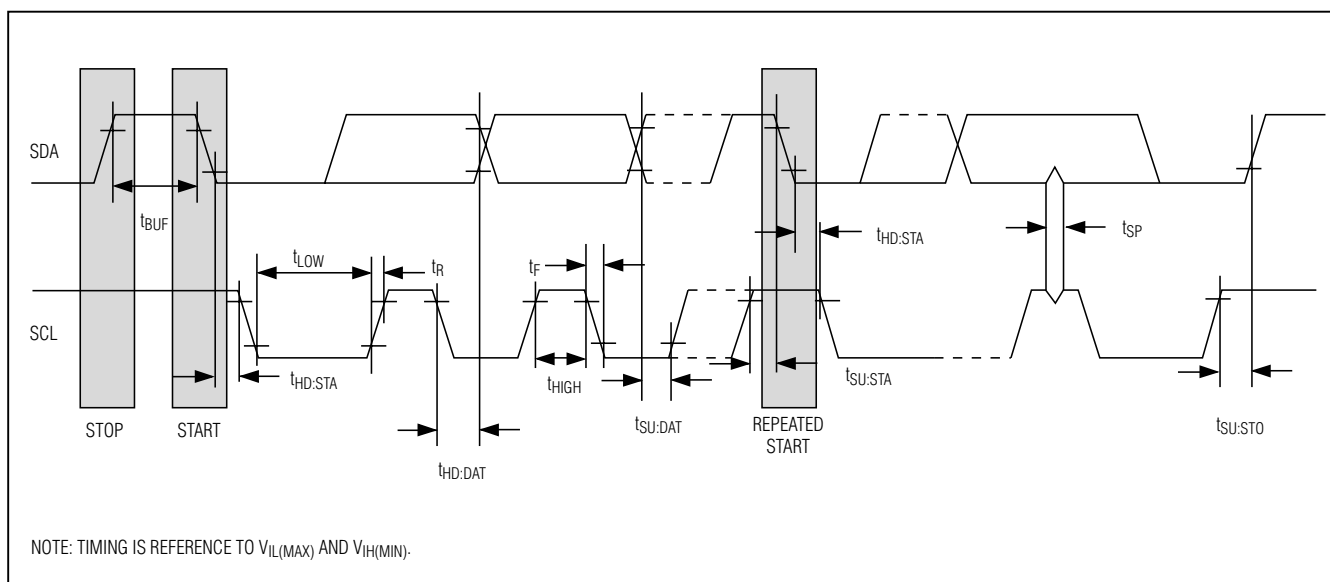 SDA
tBUF
tHD:STA
tSP
tLOW
tR
tF
SCL
tHD:STA
tHIGH
tSU:STA
STOP
START
tSU:DAT
REPEATED
START
tSU:STO
tHD:DAT
NOTE: TIMING IS REFERENCE TO VIL(MAX) AND VIH(MIN).